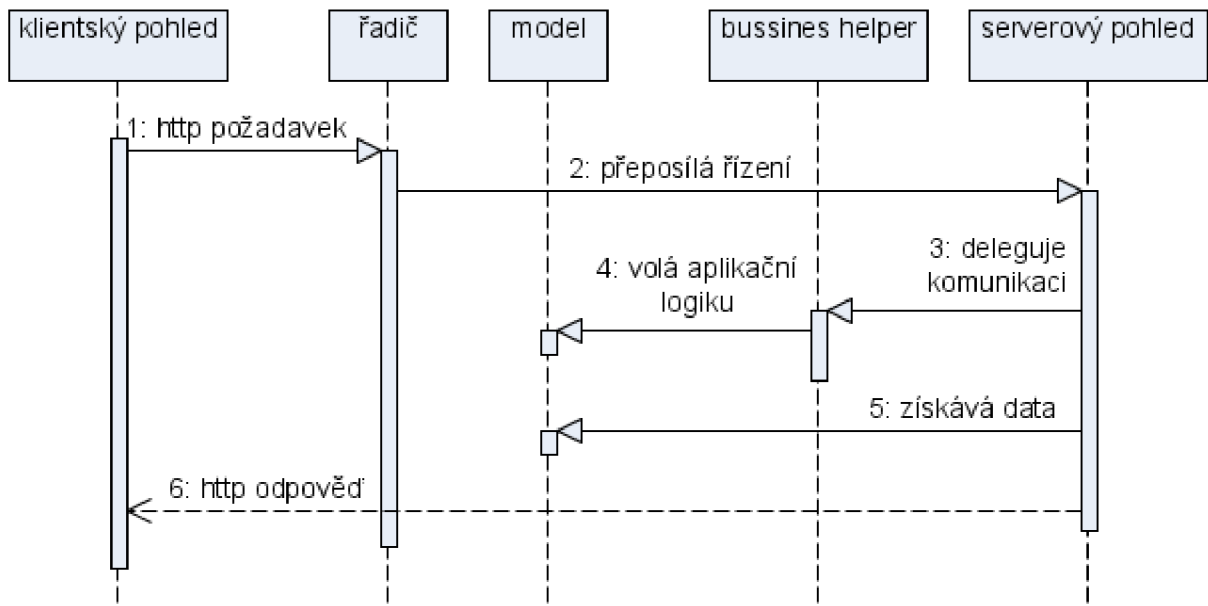 klientský pohled
řadič
model
bussines helper
serverový pohled
1: http požadavek
2: přeposílá řízení
3: deleguje
komunikaci
4: volá aplikační
logiku
5: získává data
6: http odpověď